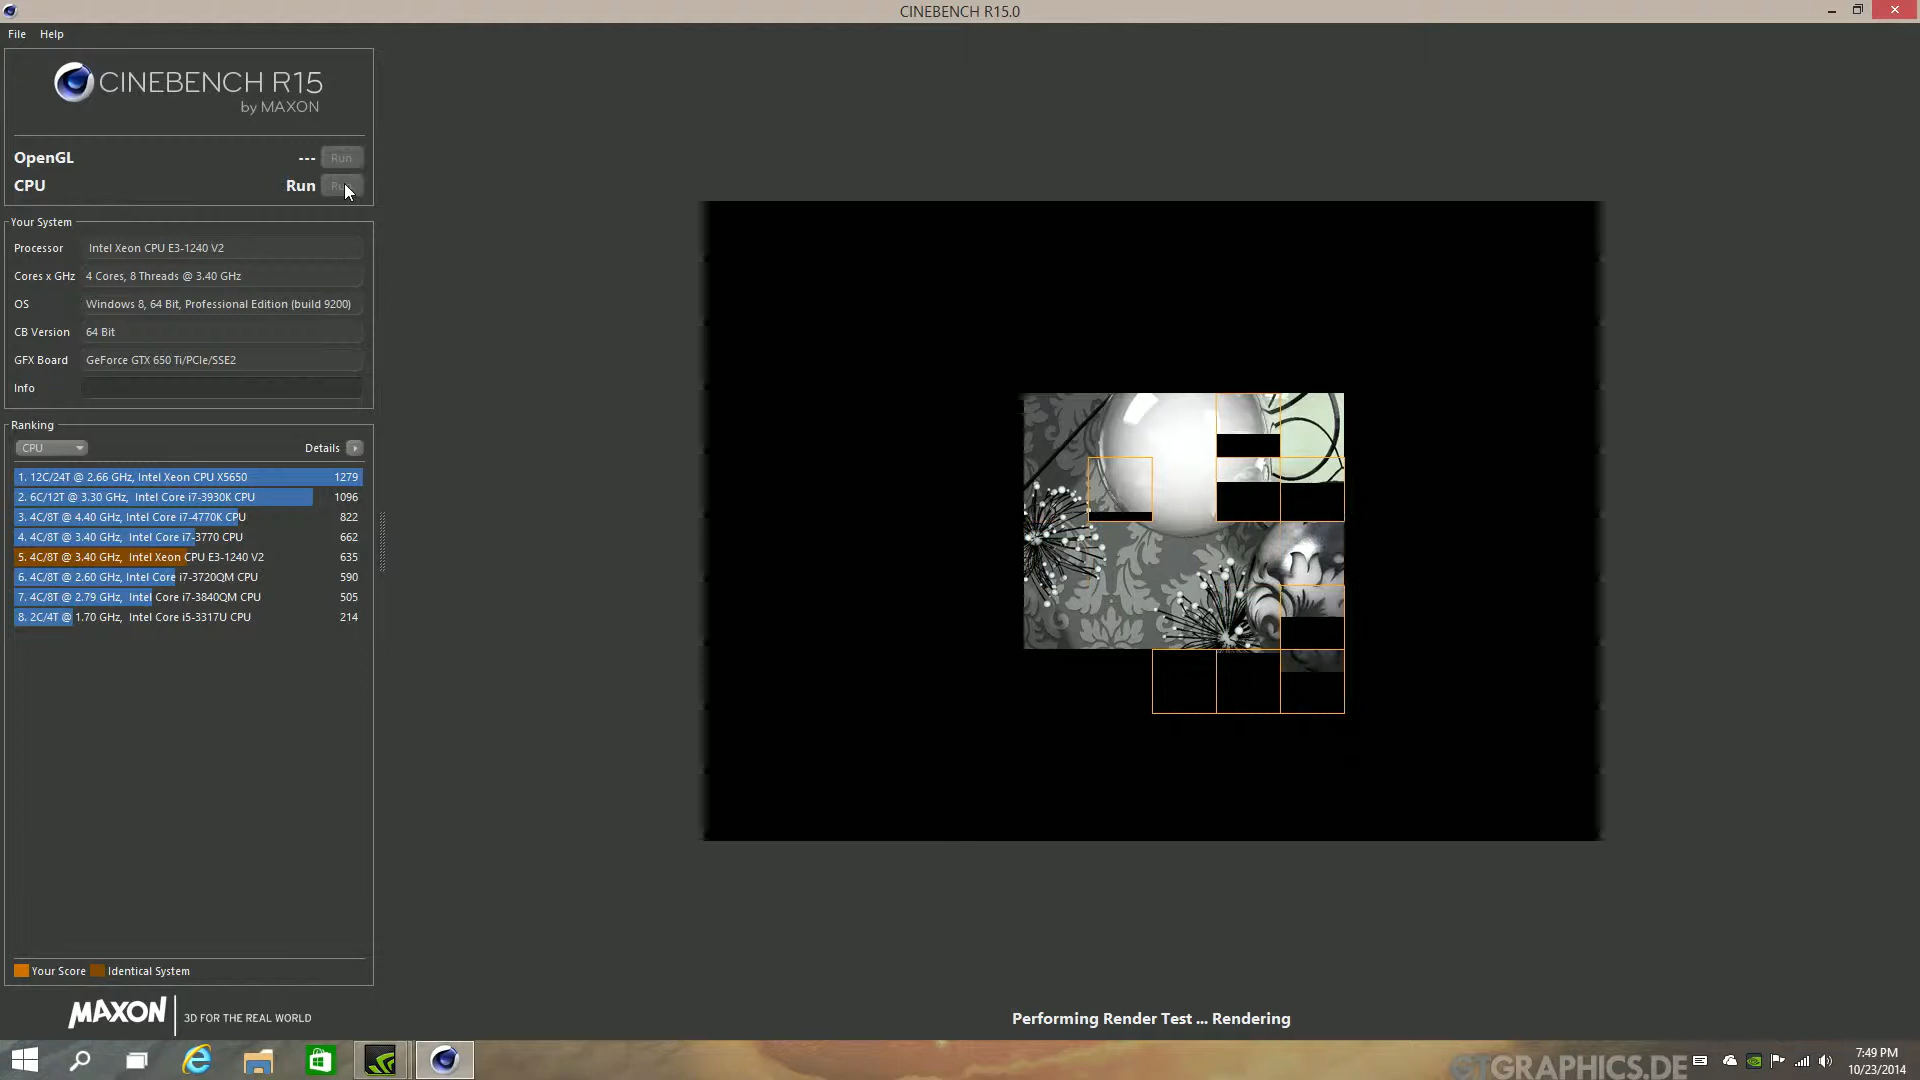 CINEBENCH R15.0
File Help
CINEBENCH R15
by MAXON
OpenGL --- Run
CPU Run
Your System
Processor Intel Xeon CPU E3-1240 V2
Cores x GHz 4 Cores, 8 Threads @ 3.40 GHz
OS Windows 8, 64 Bit, Professional Edition (build 9200)
CB Version 64 Bit
GFX Board GeForce GTX 650 Ti/PCIe/SSE2
Info
Ranking
CPU Details
1. 12C/24T @ 2.66 GHz, Intel Xeon CPU X5650 1279
2. 6C/12T @ 3.30 GHz, Intel Core i7-3930K CPU 1096
3. 4C/8T @ 4.40 GHz, Intel Core i7-4770K CPU 822
4. 4C/8T @ 3.40 GHz, Intel Core i7-3770 CPU 662
5. 4C/8T @ 3.40 GHz, Intel Xeon CPU E3-1240 V2 635
6. 4C/8T @ 2.60 GHz, Intel Core i7-3720QM CPU 590
7. 4C/8T @ 2.79 GHz, Intel Core i7-3840QM CPU 505
8. 2C/4T @ 1.70 GHz, Intel Core i5-3317U CPU 214
Your Score Identical System
MAXON 3D FOR THE REAL WORLD
Performing Render Test ... Rendering
GTGRAPHICS.DE
7:49 PM
10/23/2014